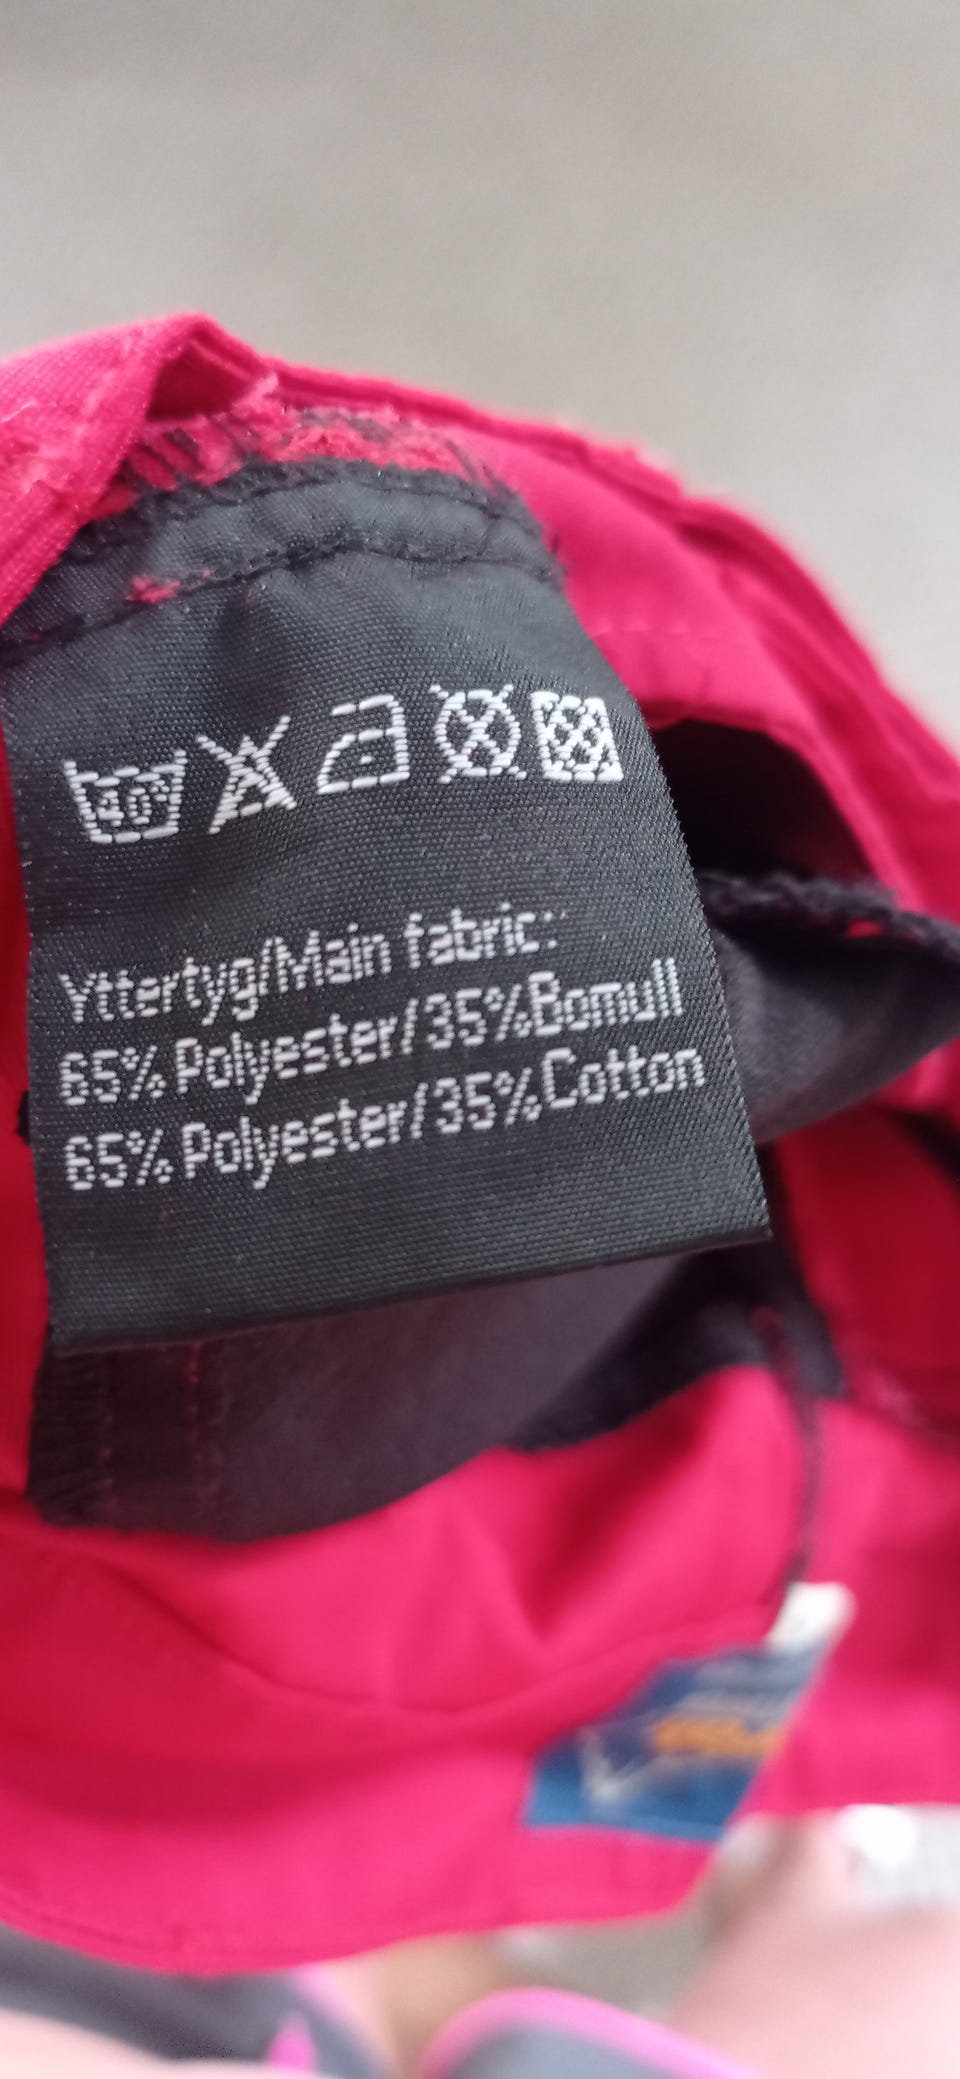 40°
Yttertyg/Main fabric:
65% Polyester/35%Bomull
65% Polyester/35%Cotton